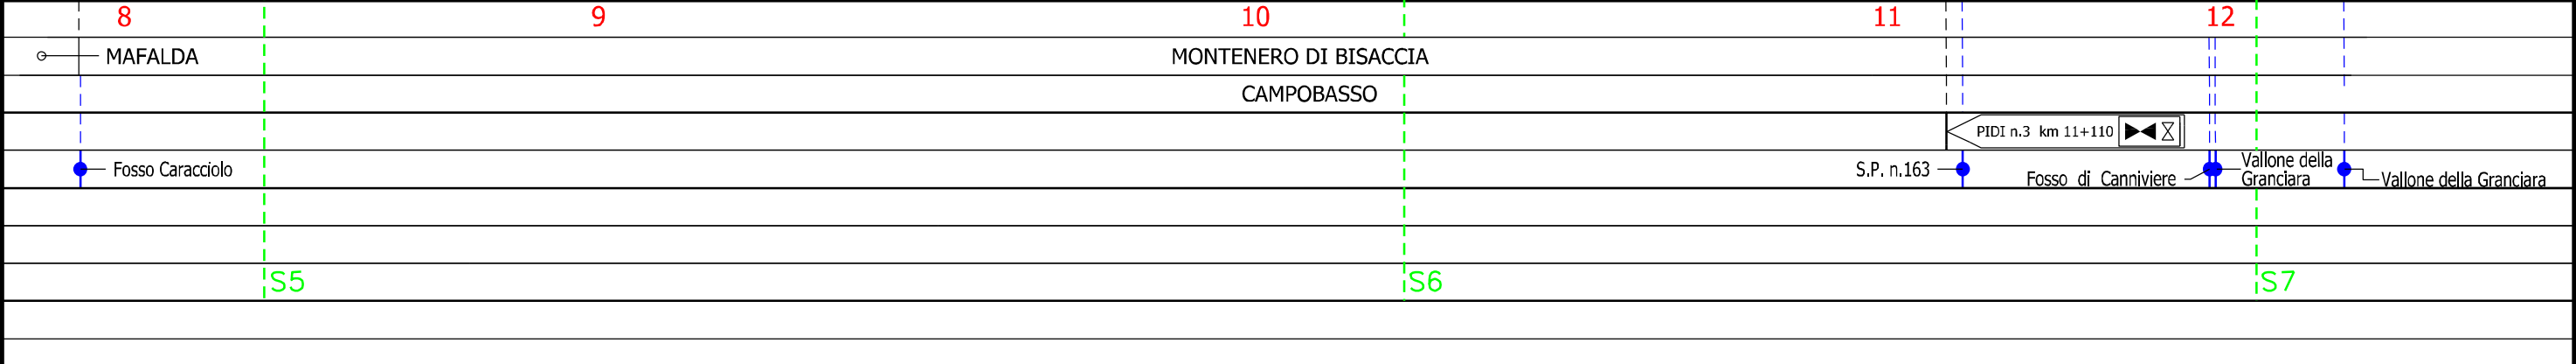 8 9 10 11 12
MAFALDA MONTENERO DI BISACCIA
CAMPOBASSO
PIDI n.3 km 11+110
Fosso Caracciolo S.P. n.163 Fosso di Canniviere Vallone della
Granciara Vallone della Granciara
S5 S6 S7